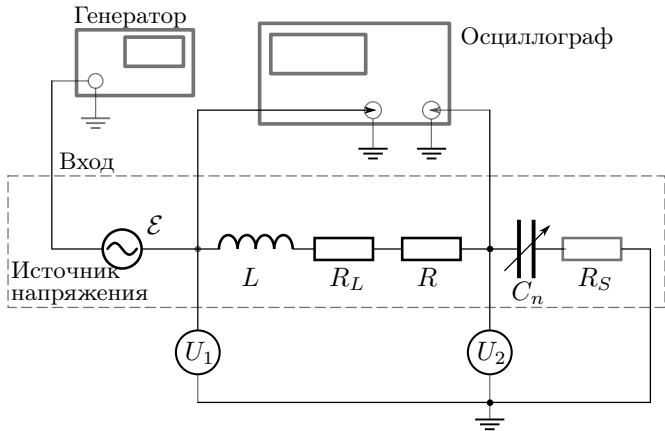 Генератор
Осциллограф
Вход
ℰ
Источник
напряжения
L
R_L
R
C_n
R_S
U_1
U_2